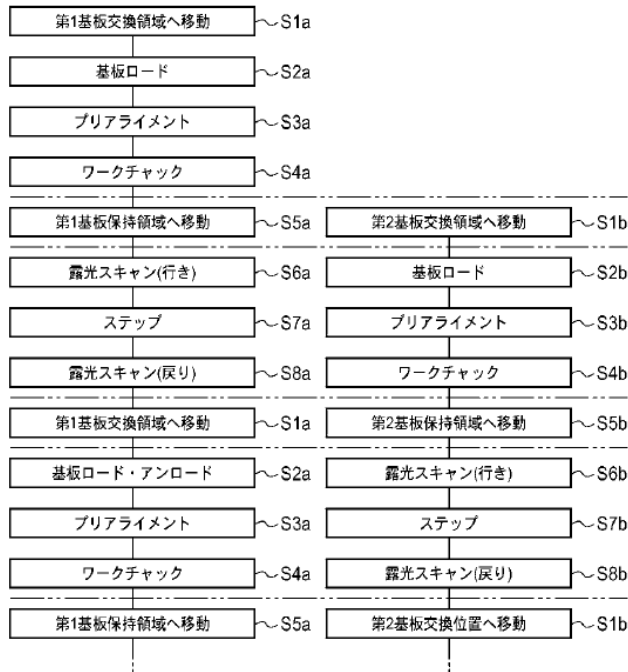 第1基板交換領域へ移動 S1a
基板ロード S2a
プリアライメント S3a
ワークチャック S4a
第1基板保持領域へ移動 S5a 第2基板交換領域へ移動 S1b
露光スキャン(行き) S6a 基板ロード S2b
ステップ S7a プリアライメント S3b
露光スキャン(戻り) S8a ワークチャック S4b
第1基板交換領域へ移動 S1a 第2基板保持領域へ移動 S5b
基板ロード・アンロード S2a 露光スキャン(行き) S6b
プリアライメント S3a ステップ S7b
ワークチャック S4a 露光スキャン(戻り) S8b
第1基板保持領域へ移動 S5a 第2基板交換位置へ移動 S1b